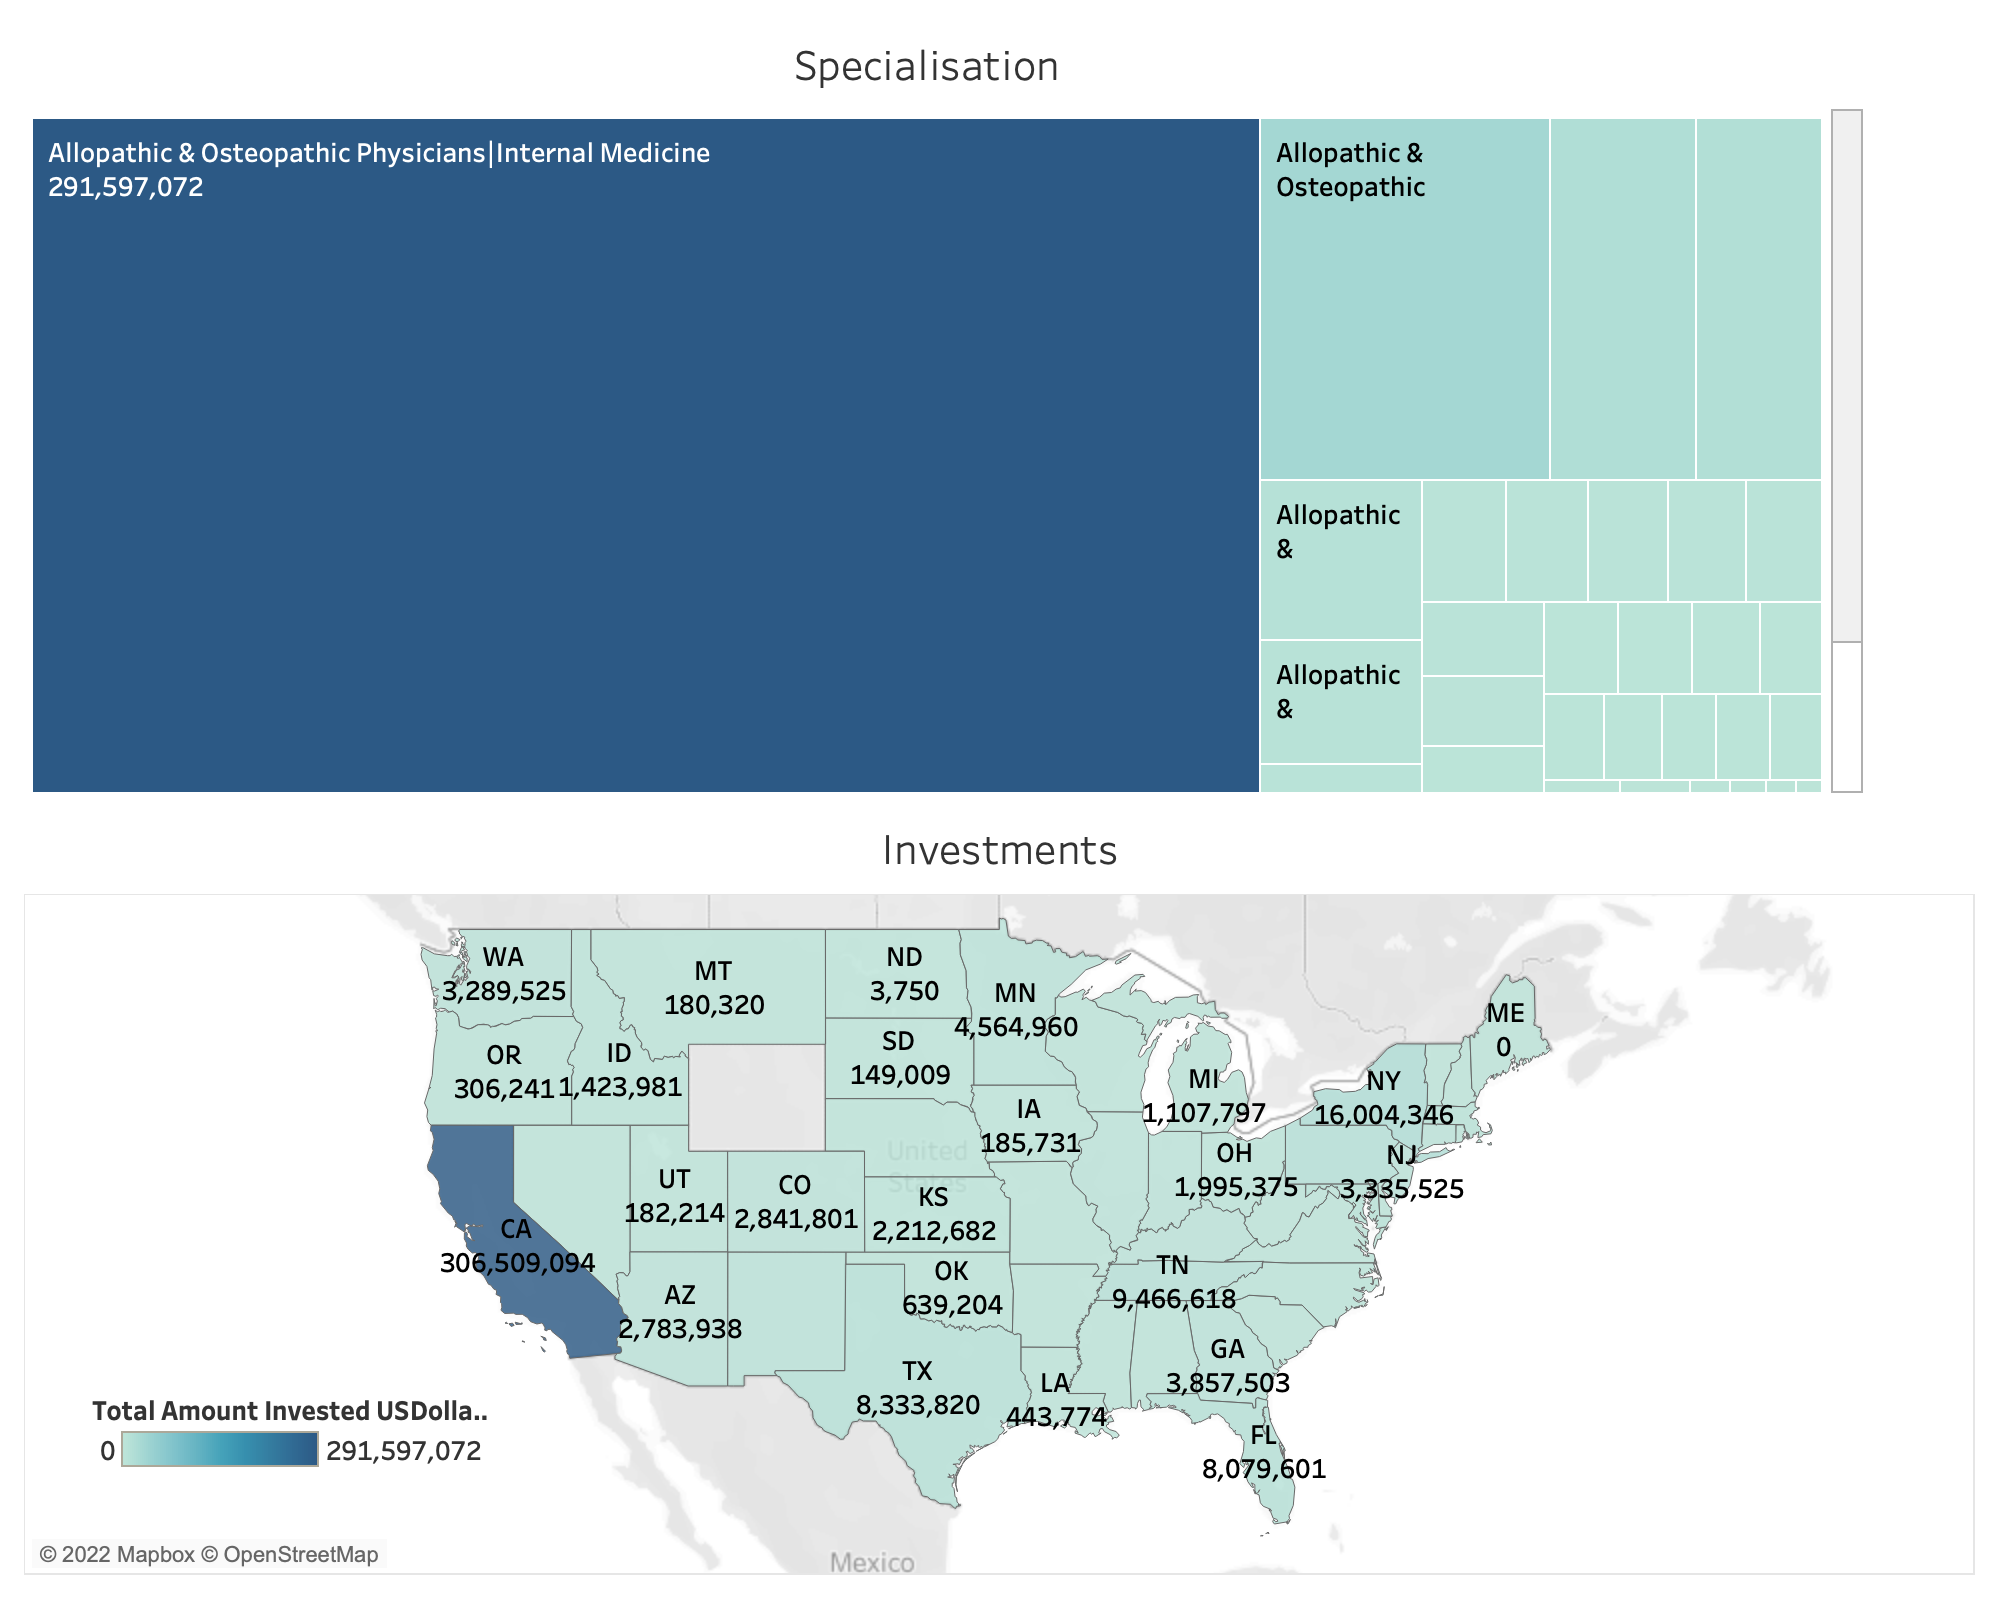 Specialisation
Allopathic & Osteopathic Physicians|Internal Medicine
291,597,072
Allopathic &
Osteopathic
Allopathic
&
Allopathic
&
Investments
WA
3,289,525
MT
180,320
ND
3,750
MN
4,564,960
ME
0
OR
306,241
ID
1,423,981
SD
149,009
MI
1,107,797
NY
16,004,346
IA
185,731
United
States
OH
1,995,375
NJ
3,335,525
UT
182,214
CO
2,841,801
KS
2,212,682
CA
306,509,094
AZ
2,783,938
OK
639,204
TN
9,466,618
TX
8,333,820
LA
443,774
GA
3,857,503
FL
8,079,601
Total Amount Invested USDolla..
0
291,597,072
© 2022 Mapbox © OpenStreetMap
Mexico